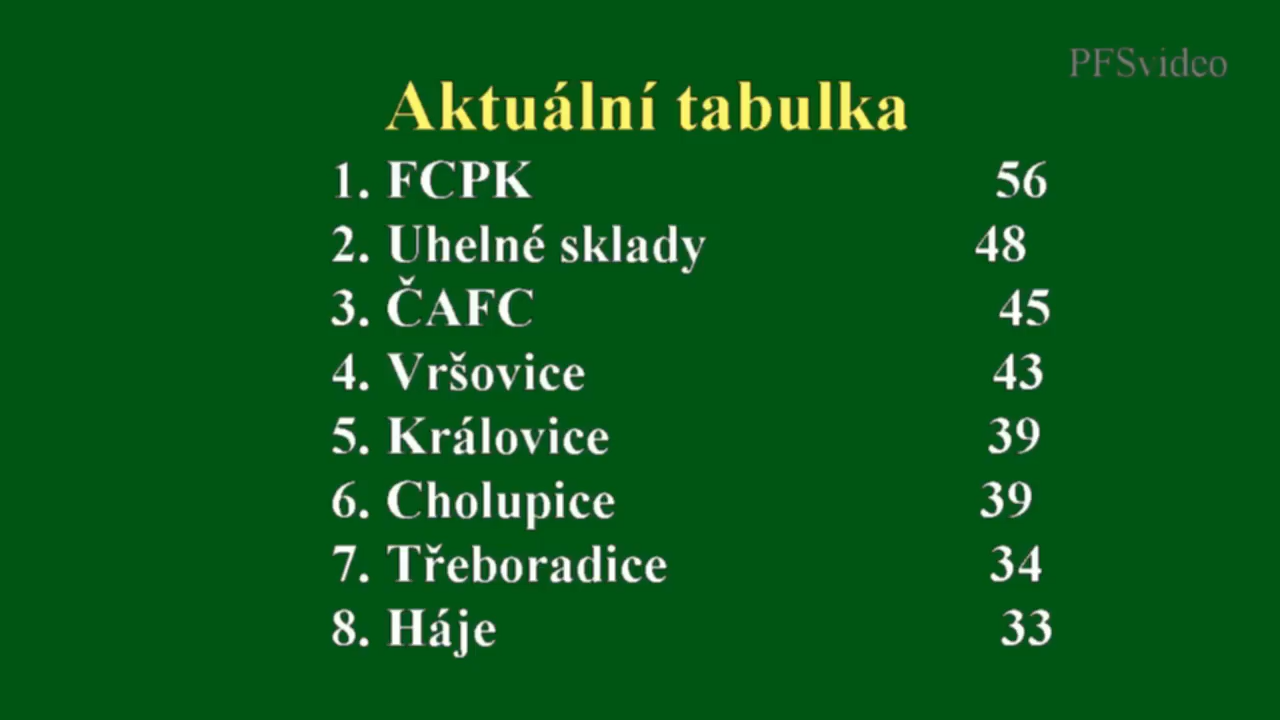 PFSvideo
Aktuální tabulka
1. FCPK 56
2. Uhelné sklady 48
3. ČAFC 45
4. Vršovice 43
5. Královice 39
6. Cholupice 39
7. Třeboradice 34
8. Háje 33